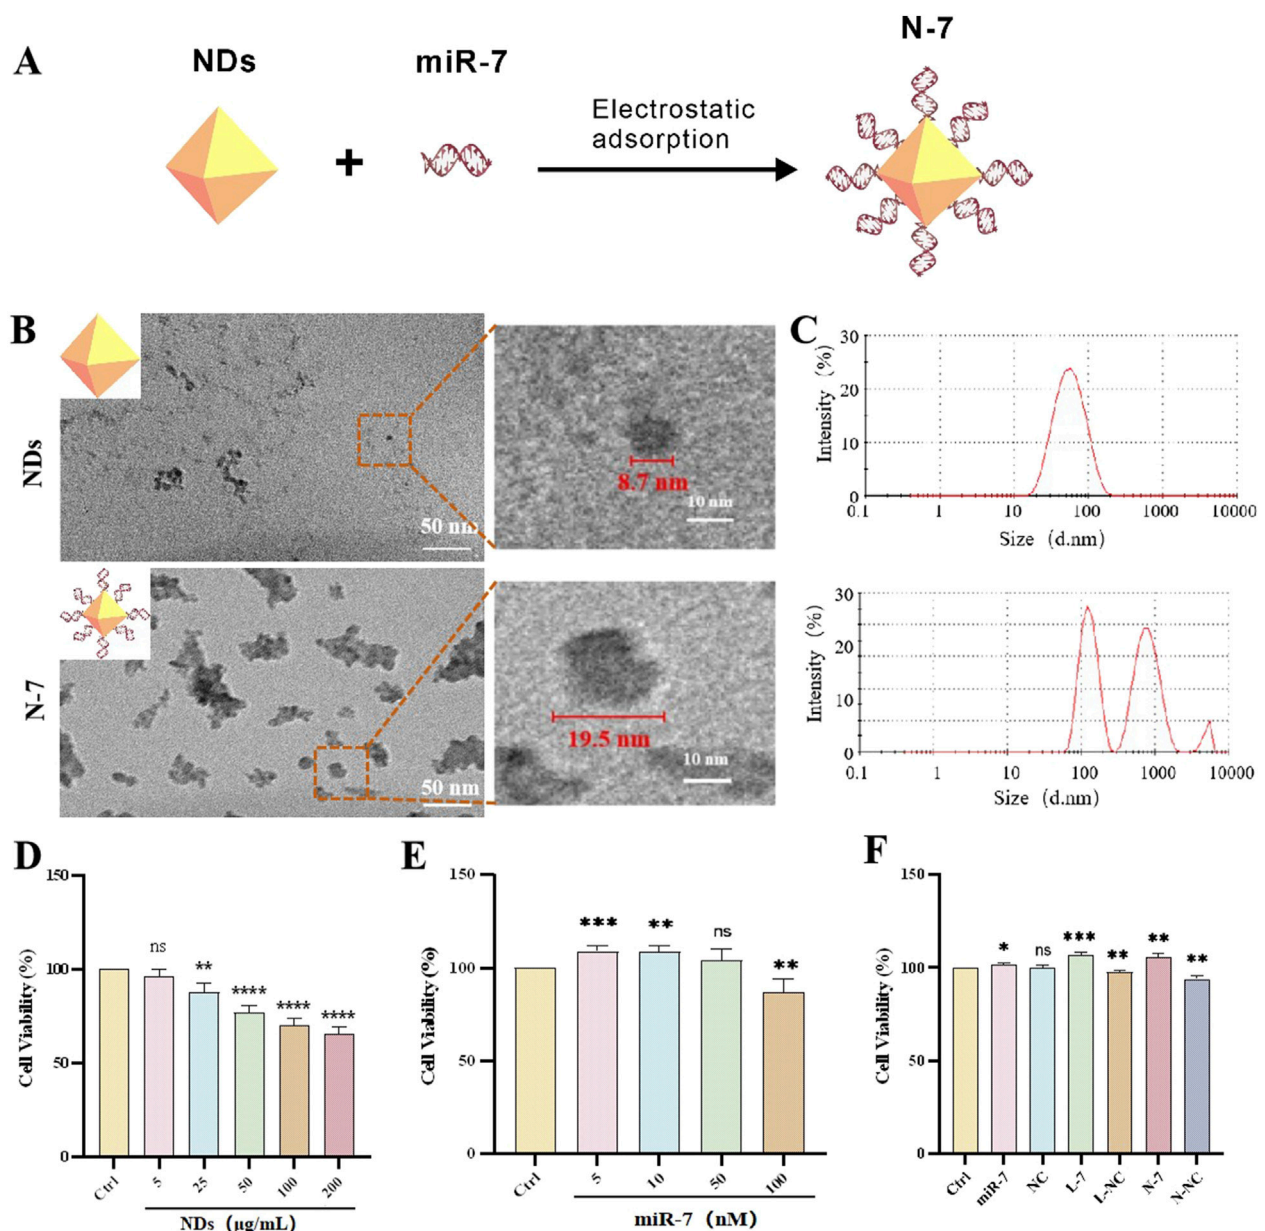 A
NDs
miR-7
N-7
+
Electrostatic
adsorption
B
NDs
50 nm
8.7 nm
10 nm
N-7
50 nm
19.5 nm
10 nm
C
Intensity (%)
30
20
10
0
0.1 1 10 100 1000 10000
Size (d.nm)
Intensity (%)
30
20
10
0
0.1 1 10 100 1000 10000
Size (d.nm)
D
Cell Viability (%)
150
100
50
0
ns ** **** **** ****
Ctrl 5 25 50 100 200
NDs (μg/mL)
E
Cell Viability (%)
150
100
50
0
*** ** ns **
Ctrl 5 10 50 100
miR-7 (nM)
F
Cell Viability (%)
150
100
50
0
* ns *** ** ** **
Ctrl miR-7 NC L-7 L-NC N-7 N-NC